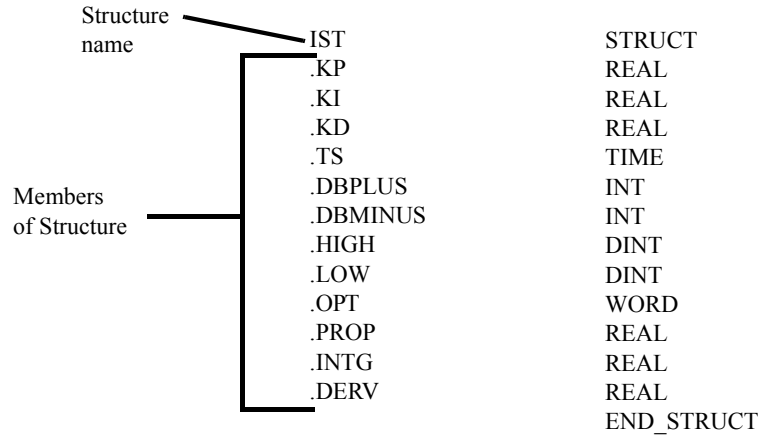 Structure
name
IST STRUCT
.KP REAL
.KI REAL
.KD REAL
.TS TIME
.DBPLUS INT
.DBMINUS INT
.HIGH DINT
.LOW DINT
.OPT WORD
.PROP REAL
.INTG REAL
.DERV REAL
END_STRUCT
Members
of Structure